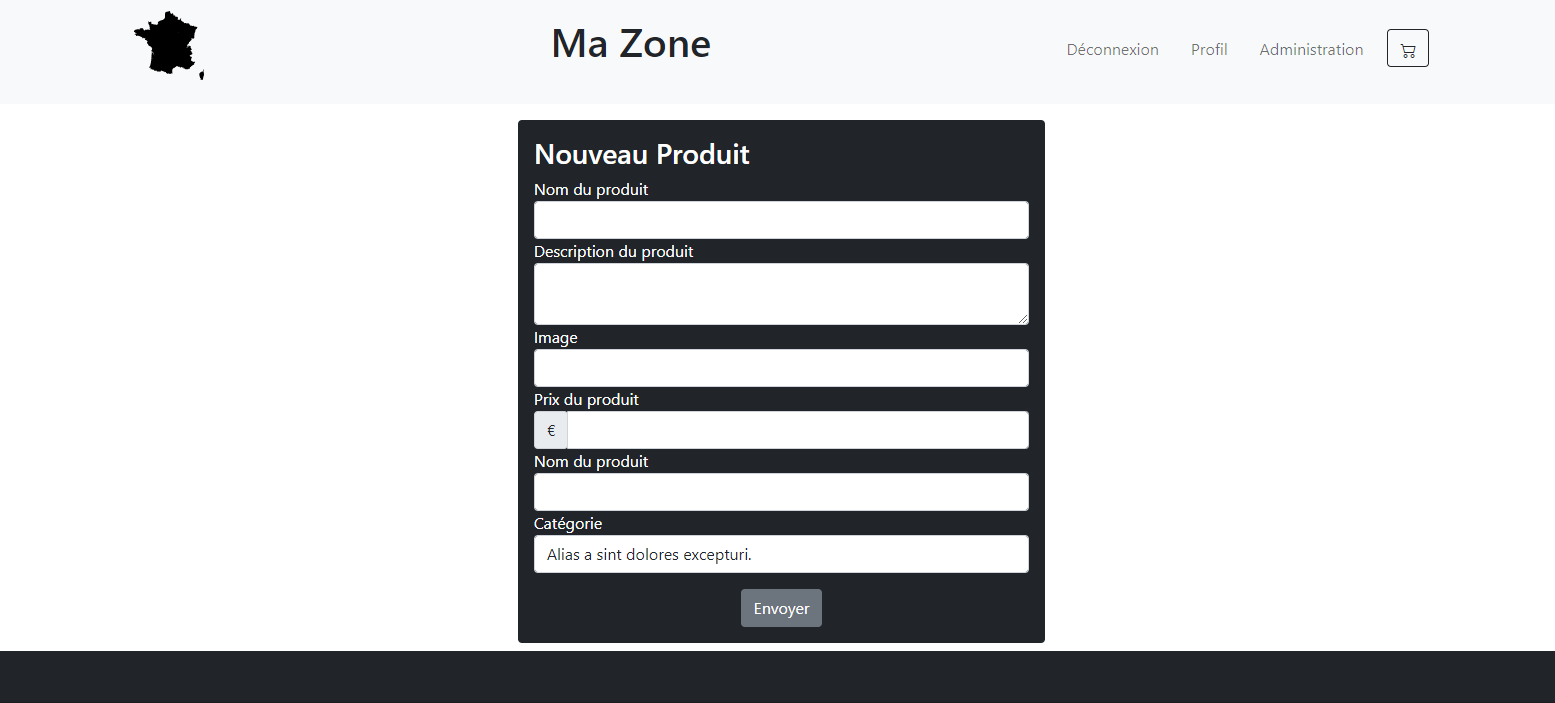 Ma Zone
Déconnexion Profil Administration
Nouveau Produit
Nom du produit
Description du produit
Image
Prix du produit
€
Nom du produit
Catégorie
Alias a sint dolores excepturi.
Envoyer